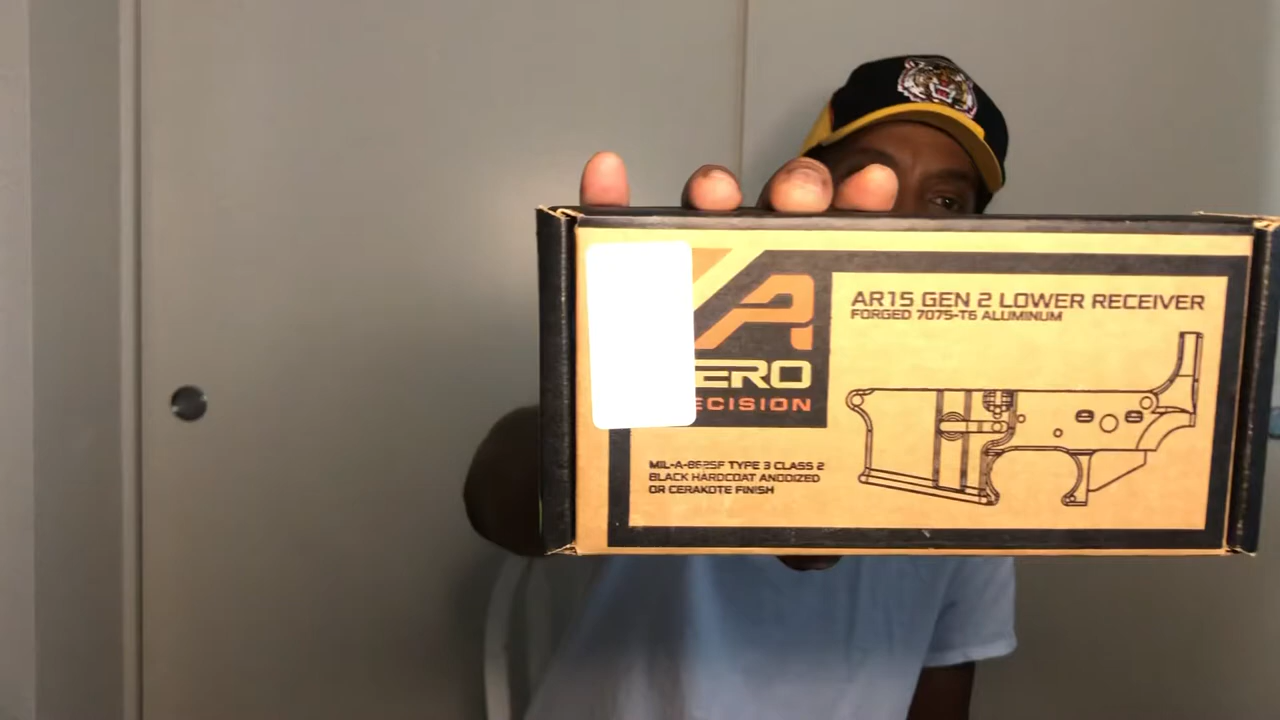 AR15 GEN 2 LOWER RECEIVER
FORGED 7075-T6 ALUMINUM
ERO
ECISION
MIL-A-8625F TYPE 3 CLASS 2
BLACK HARDCOAT ANODIZED
OR CERAKOTE FINISH